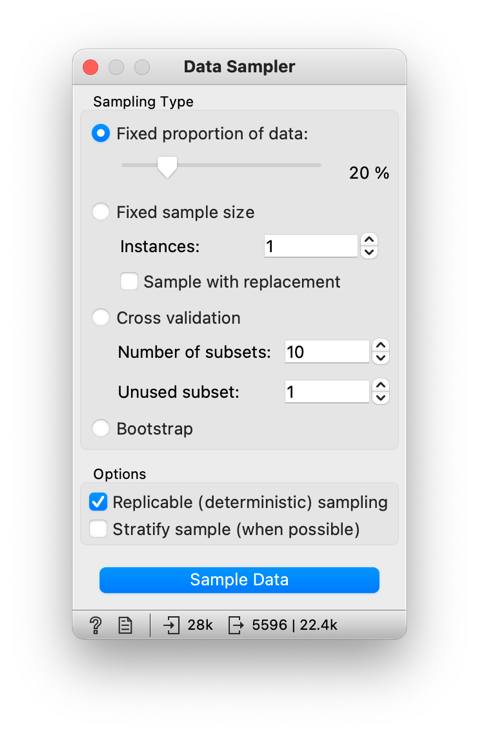 Data Sampler
Sampling Type
Fixed proportion of data:
20 %
Fixed sample size
Instances: 1
Sample with replacement
Cross validation
Number of subsets: 10
Unused subset: 1
Bootstrap
Options
Replicable (deterministic) sampling
Stratify sample (when possible)
Sample Data
? 28k 5596 | 22.4k